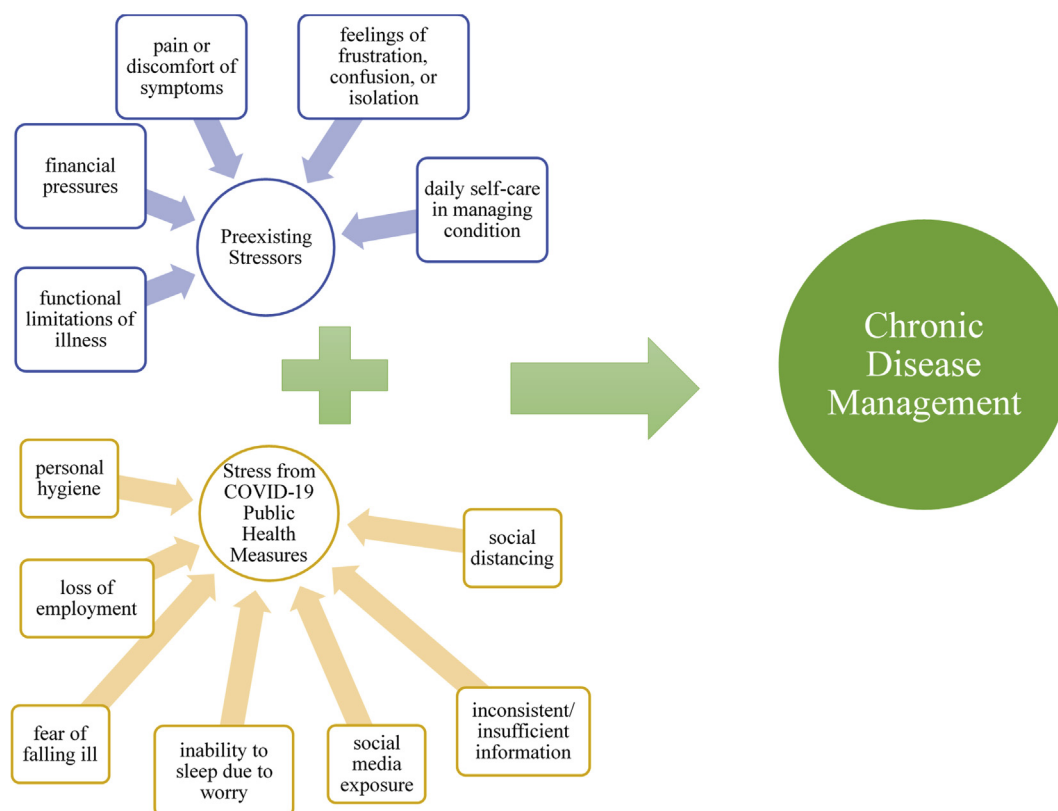 pain or
discomfort of
symptoms
feelings of
frustration,
confusion, or
isolation
financial
pressures
daily self-care
in managing
condition
Preexisting
Stressors
functional
limitations of
illness
Chronic
Disease
Management
personal
hygiene
Stress from
COVID-19
Public
Health
Measures
social
distancing
loss of
employment
fear of
falling ill
inability to
sleep due to
worry
social
media
exposure
inconsistent/
insufficient
information